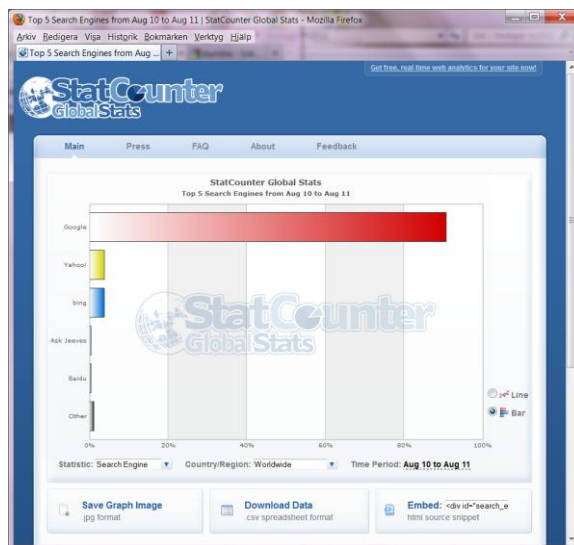 Top 5 Search Engines from Aug 10 to Aug 11 | StatCounter Global Stats - Mozilla Firefox
Arkiv Redigera Visa Historik Bokmärken Verktyg Hjälp
Top 5 Search Engines from Aug ... +
Get free, real time web analytics for your site now!
StatCounter
GlobalStats
Main Press FAQ About Feedback
StatCounter Global Stats
Top 5 Search Engines from Aug 10 to Aug 11
Google
Yahoo!
bing
StatCounter
GlobalStats
Ask Jeeves
Baidu
Line
Bar
Other
0% 20% 40% 60% 80% 100%
Statistic: Search Engine Country/Region: Worldwide Time Period: Aug 10 to Aug 11
Save Graph Image Download Data Embed: <div id="search_e
.jpg format .csv spreadsheet format html source snippet